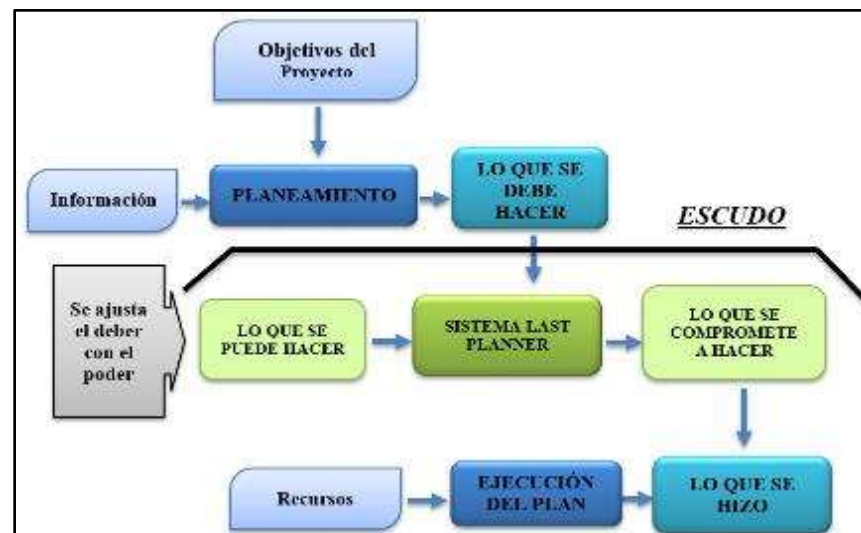 Objetivos del
Proyecto
Información
PLANEAMIENTO
LO QUE SE
DEBE
HACER
ESCUDO
Se ajusta
el deber
con el
poder
LO QUE SE
PUEDE HACER
SISTEMA LAST
PLANNER
LO QUE SE
COMPROMETE
A HACER
Recursos
EJECUCIÓN
DEL PLAN
LO QUE SE
HIZO